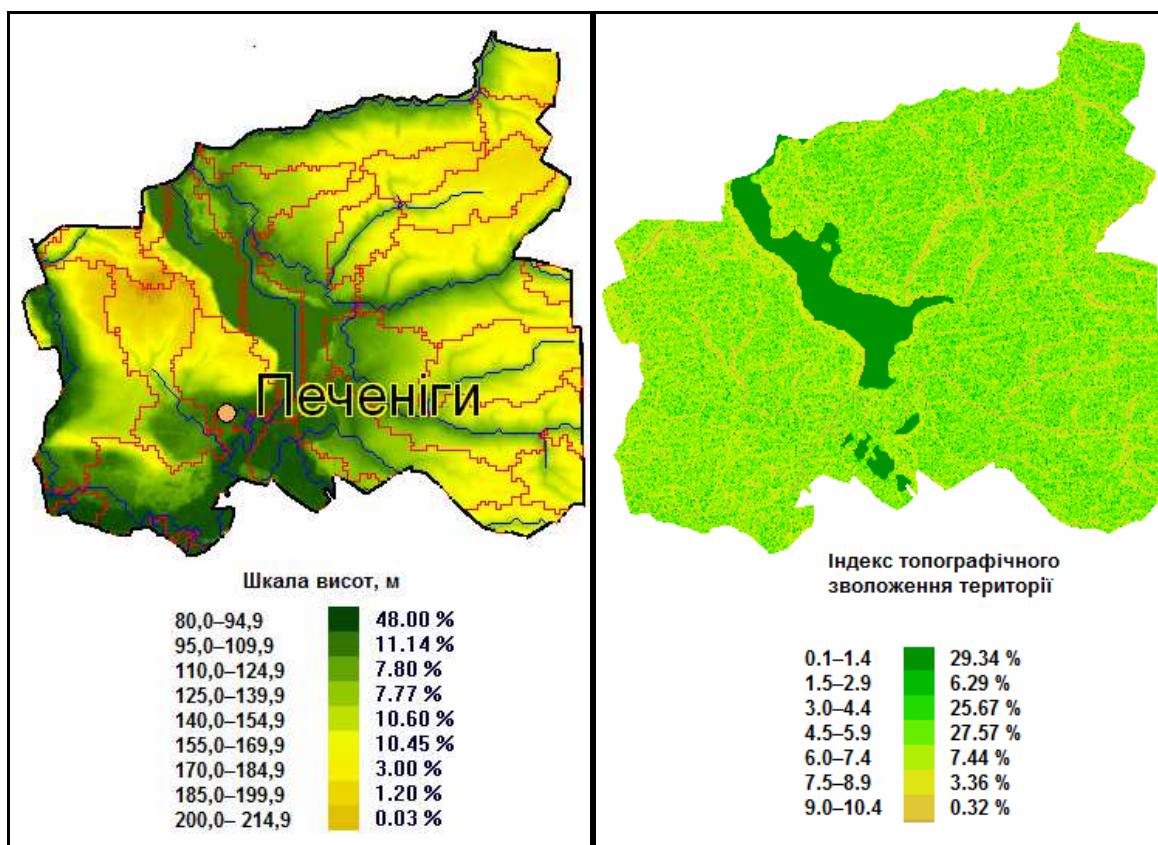 Печеніги
Шкала висот, м
80,0–94,9 48.00 %
95,0–109,9 11.14 %
110,0–124,9 7.80 %
125,0–139,9 7.77 %
140,0–154,9 10.60 %
155,0–169,9 10.45 %
170,0–184,9 3.00 %
185,0–199,9 1.20 %
200,0– 214,9 0.03 %
Індекс топографічного
зволоження території
0.1–1.4 29.34 %
1.5–2.9 6.29 %
3.0–4.4 25.67 %
4.5–5.9 27.57 %
6.0–7.4 7.44 %
7.5–8.9 3.36 %
9.0–10.4 0.32 %